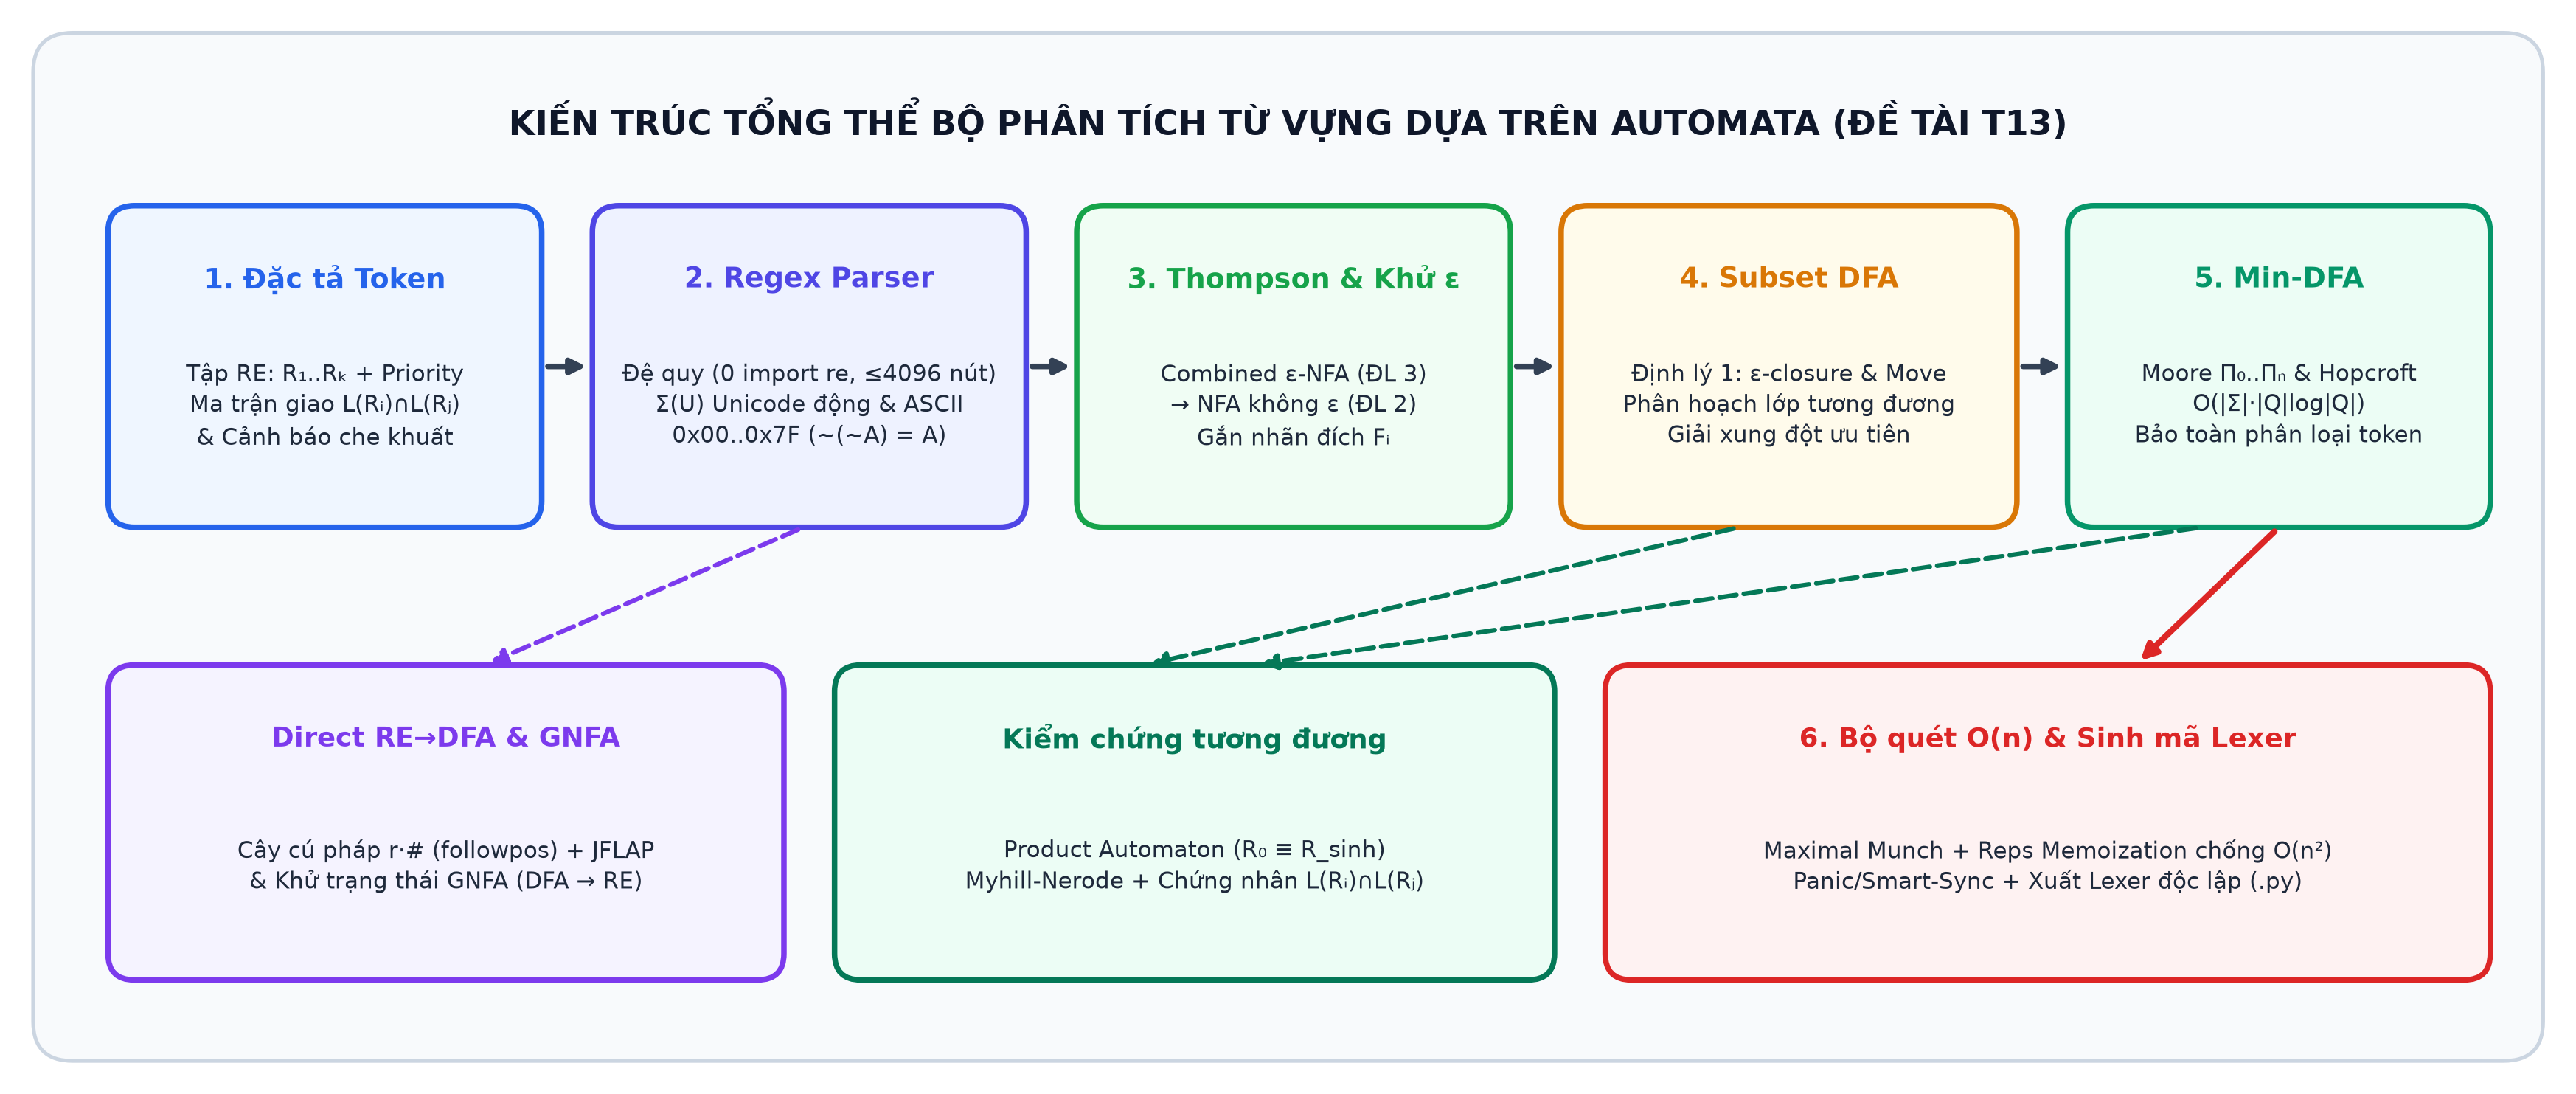 KIẾN TRÚC TỔNG THỂ BỘ PHÂN TÍCH TỪ VỰNG DỰA TRÊN AUTOMATA (ĐỀ TÀI T13)
1. Đặc tả Token
Tập RE: R₁..Rₖ + Priority
Ma trận giao L(Rᵢ)∩L(Rⱼ)
& Cảnh báo che khuất
2. Regex Parser
Đệ quy (0 import re, ≤4096 nút)
Σ(U) Unicode động & ASCII
0x00..0x7F (~(~A) = A)
3. Thompson & Khử ε
Combined ε-NFA (ĐL 3)
→ NFA không ε (ĐL 2)
Gắn nhãn đích Fᵢ
4. Subset DFA
Định lý 1: ε-closure & Move
Phân hoạch lớp tương đương
Giải xung đột ưu tiên
5. Min-DFA
Moore Π₀..Πₙ & Hopcroft
O(|Σ|·|Q|log|Q|)
Bảo toàn phân loại token
Direct RE→DFA & GNFA
Cây cú pháp r·# (followpos) + JFLAP
& Khử trạng thái GNFA (DFA → RE)
Kiểm chứng tương đương
Product Automaton (R₀ ≡ R_sinh)
Myhill-Nerode + Chứng nhân L(Rᵢ)∩L(Rⱼ)
6. Bộ quét O(n) & Sinh mã Lexer
Maximal Munch + Reps Memoization chống O(n²)
Panic/Smart-Sync + Xuất Lexer độc lập (.py)